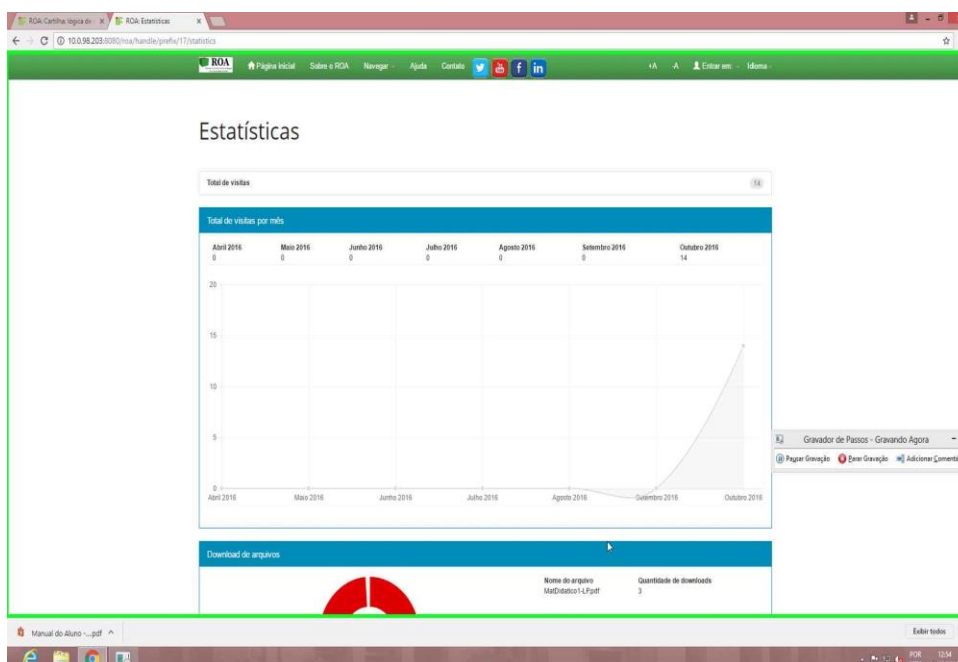 ROA: Cartilha: lógica de
ROA: Estatísticas
10.0.98.203:8080/roa/handle/prefix/17/statistics
ROA Página Inicial Sobre o ROA Navegar Ajuda Contato You Tube f in +A -A Entrar em: Idioma
Estatísticas
Total de visitas 14
Total de visitas por mês
Abril 2016 Maio 2016 Junho 2016 Julho 2016 Agosto 2016 Setembro 2016 Outubro 2016
0 0 0 0 0 0 14
20
15
10
5
0
Abril 2016 Maio 2016 Junho 2016 Julho 2016 Agosto 2016 Setembro 2016 Outubro 2016
Gravador de Passos - Gravando Agora
Pausar Gravação Parar Gravação Adicionar Comentá
Download de arquivos
Nome do arquivo Quantidade de downloads
MatDidatico1-LP.pdf 3
Manual do Aluno -....pdf Exibir todos
POR 12:54